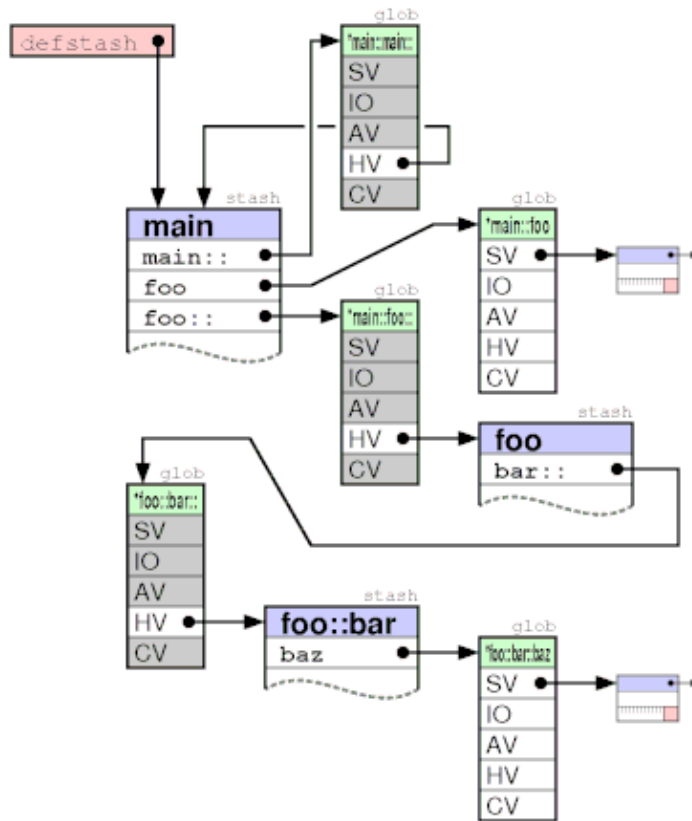 glob
defstash
*main::main::
SV
IO
AV
HV
CV
stash
main
main::
foo
foo::
glob
*main::foo
SV
IO
AV
HV
CV
glob
*main::foo::
SV
IO
AV
HV
CV
stash
foo
bar::
glob
*foo::bar::
SV
IO
AV
HV
CV
stash
foo::bar
baz
glob
*foo::bar::baz
SV
IO
AV
HV
CV